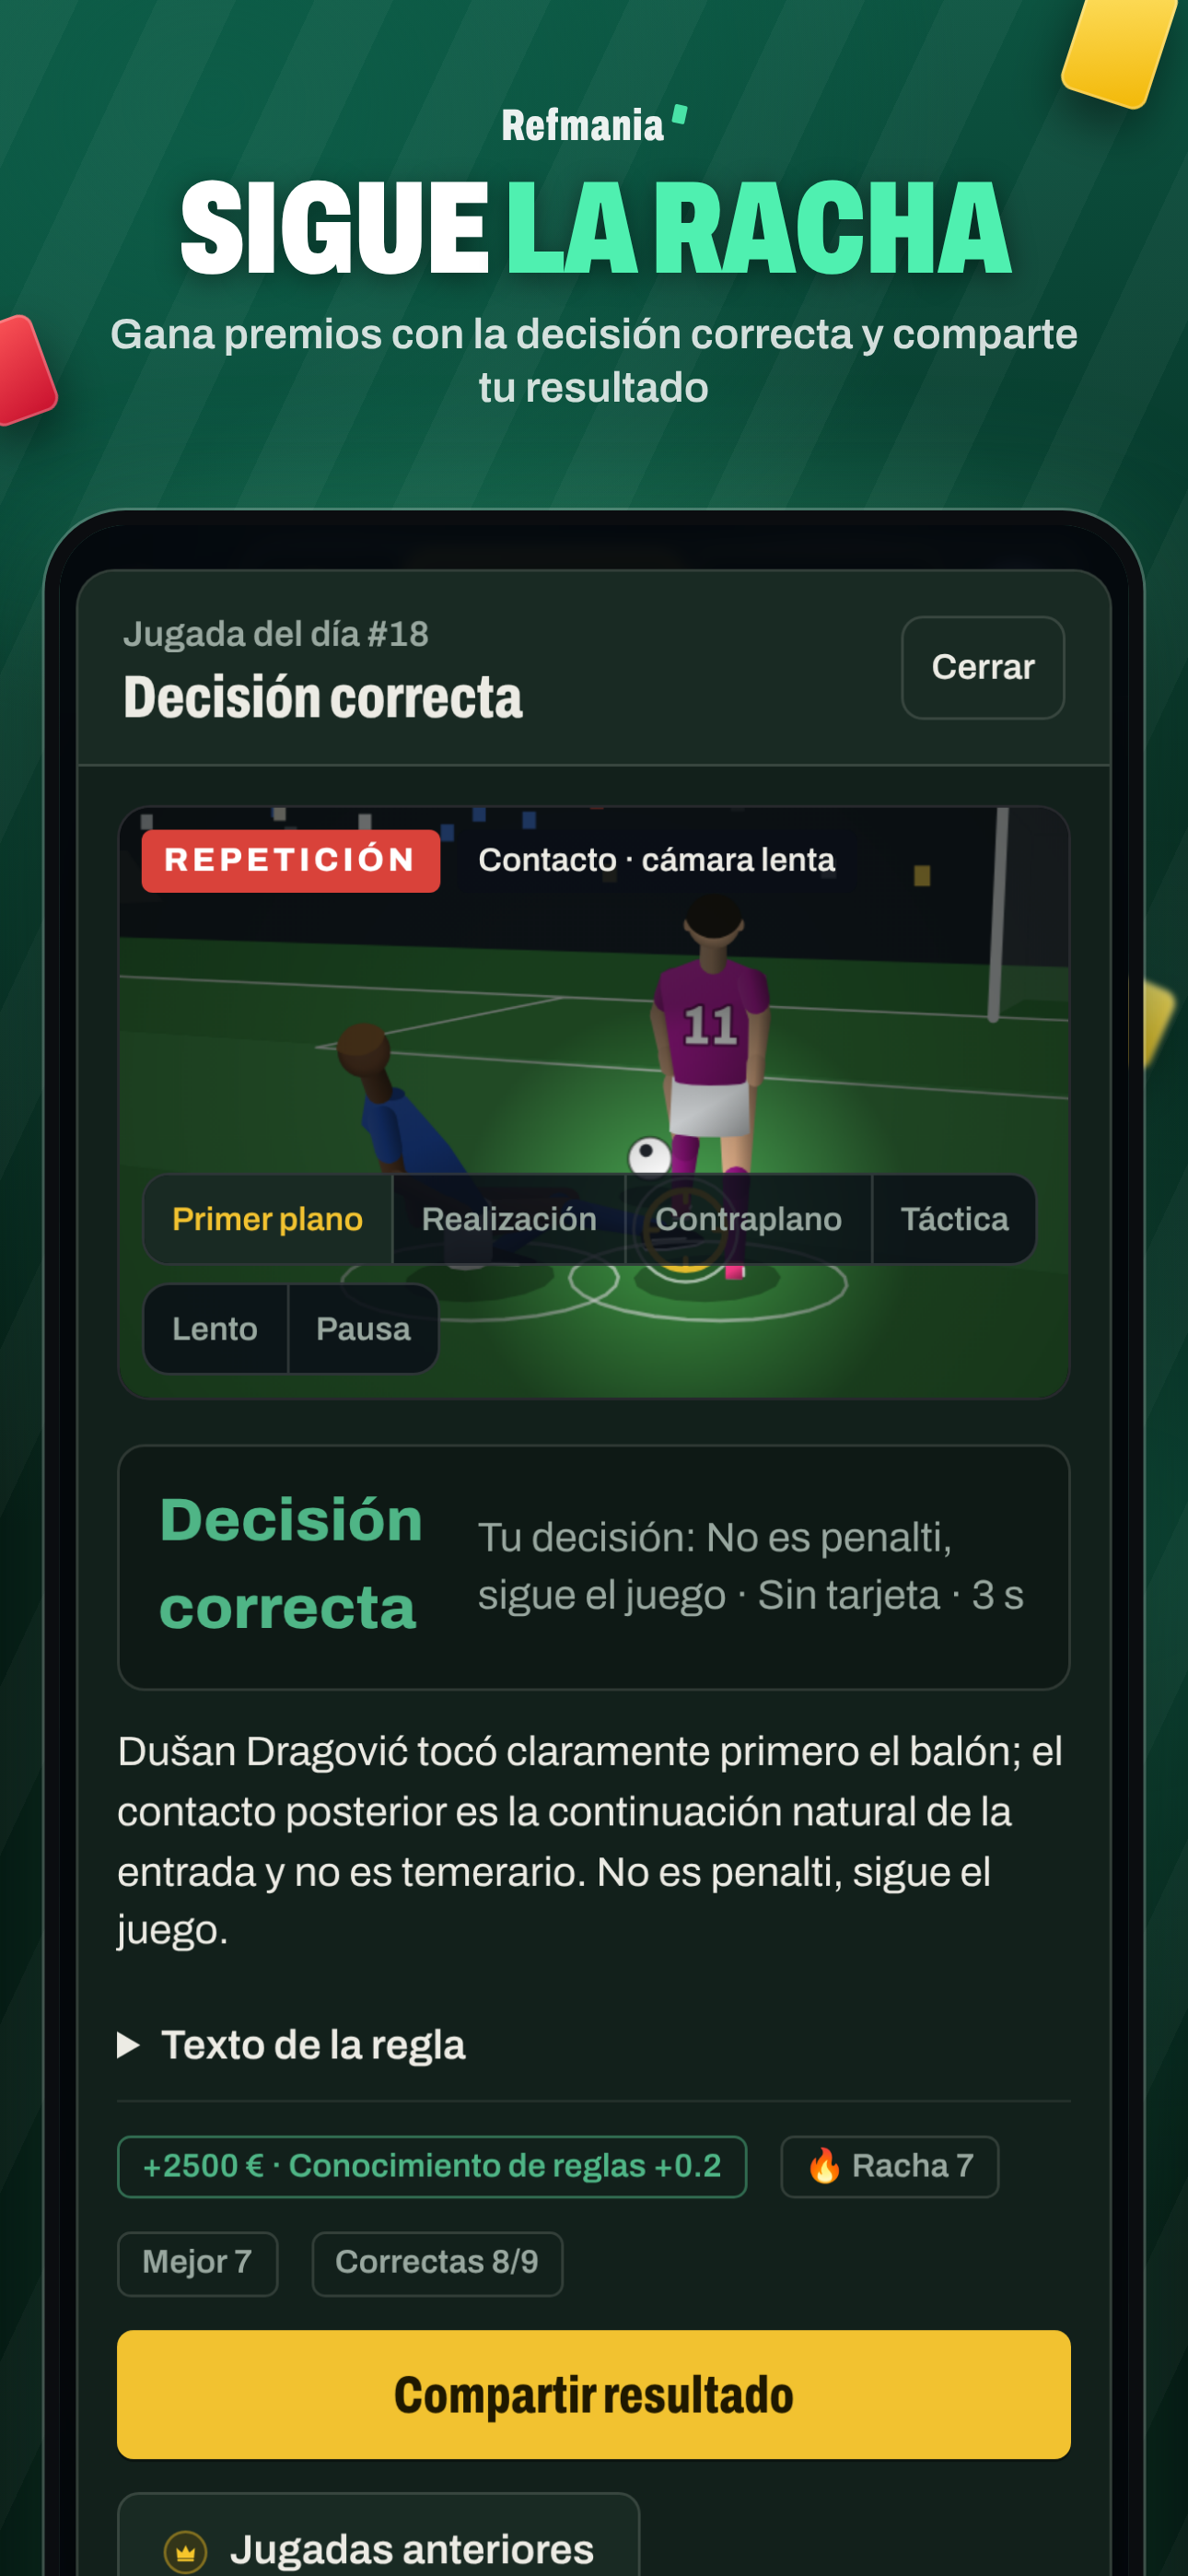 Refmania
SIGUE LA RACHA
Gana premios con la decisión correcta y comparte
tu resultado
Jugada del día #18
Decisión correcta
Cerrar
REPETICIÓN
Contacto · cámara lenta
11
Primer plano
Realización
Contraplano
Táctica
Lento
Pausa
Decisión
correcta
Tu decisión: No es penalti,
sigue el juego · Sin tarjeta · 3 s
Dušan Dragović tocó claramente primero el balón; el
contacto posterior es la continuación natural de la
entrada y no es temerario. No es penalti, sigue el
juego.
Texto de la regla
+2500 € · Conocimiento de reglas +0.2
🔥 Racha 7
Mejor 7
Correctas 8/9
Compartir resultado
Jugadas anteriores